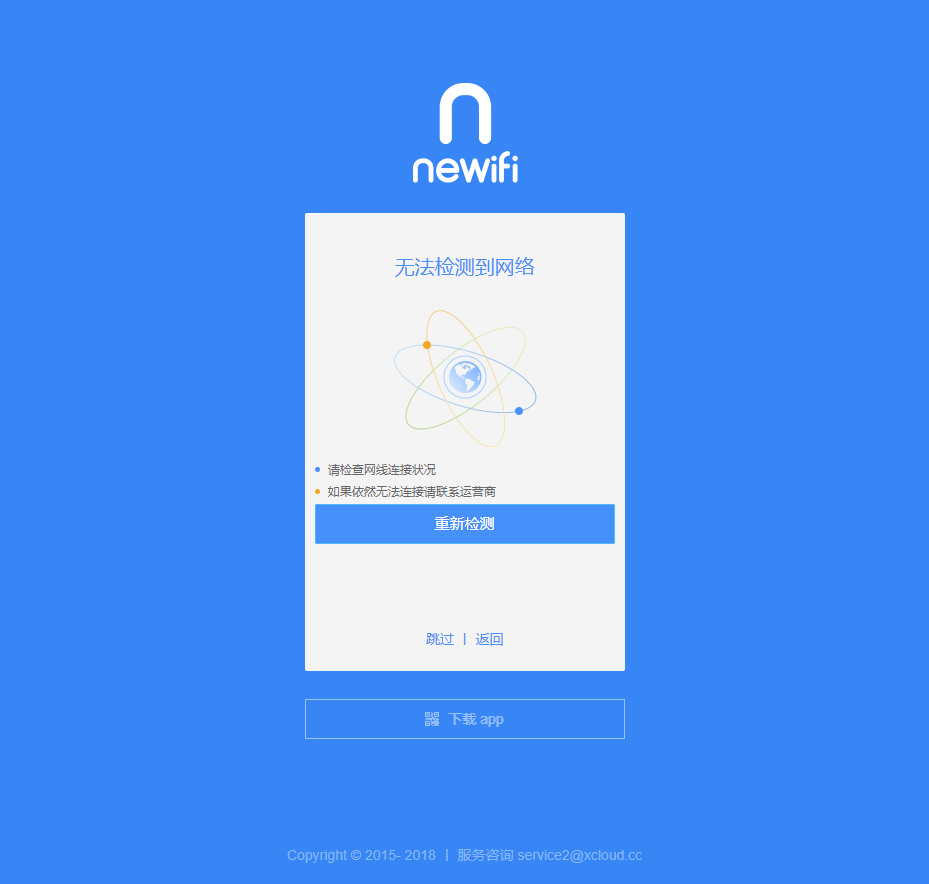 newifi
无法检测到网络
请检查网线连接状况
如果依然无法连接请联系运营商
重新检测
跳过 | 返回
下载 app
Copyright © 2015- 2018 | 服务咨询 service2@xcloud.cc